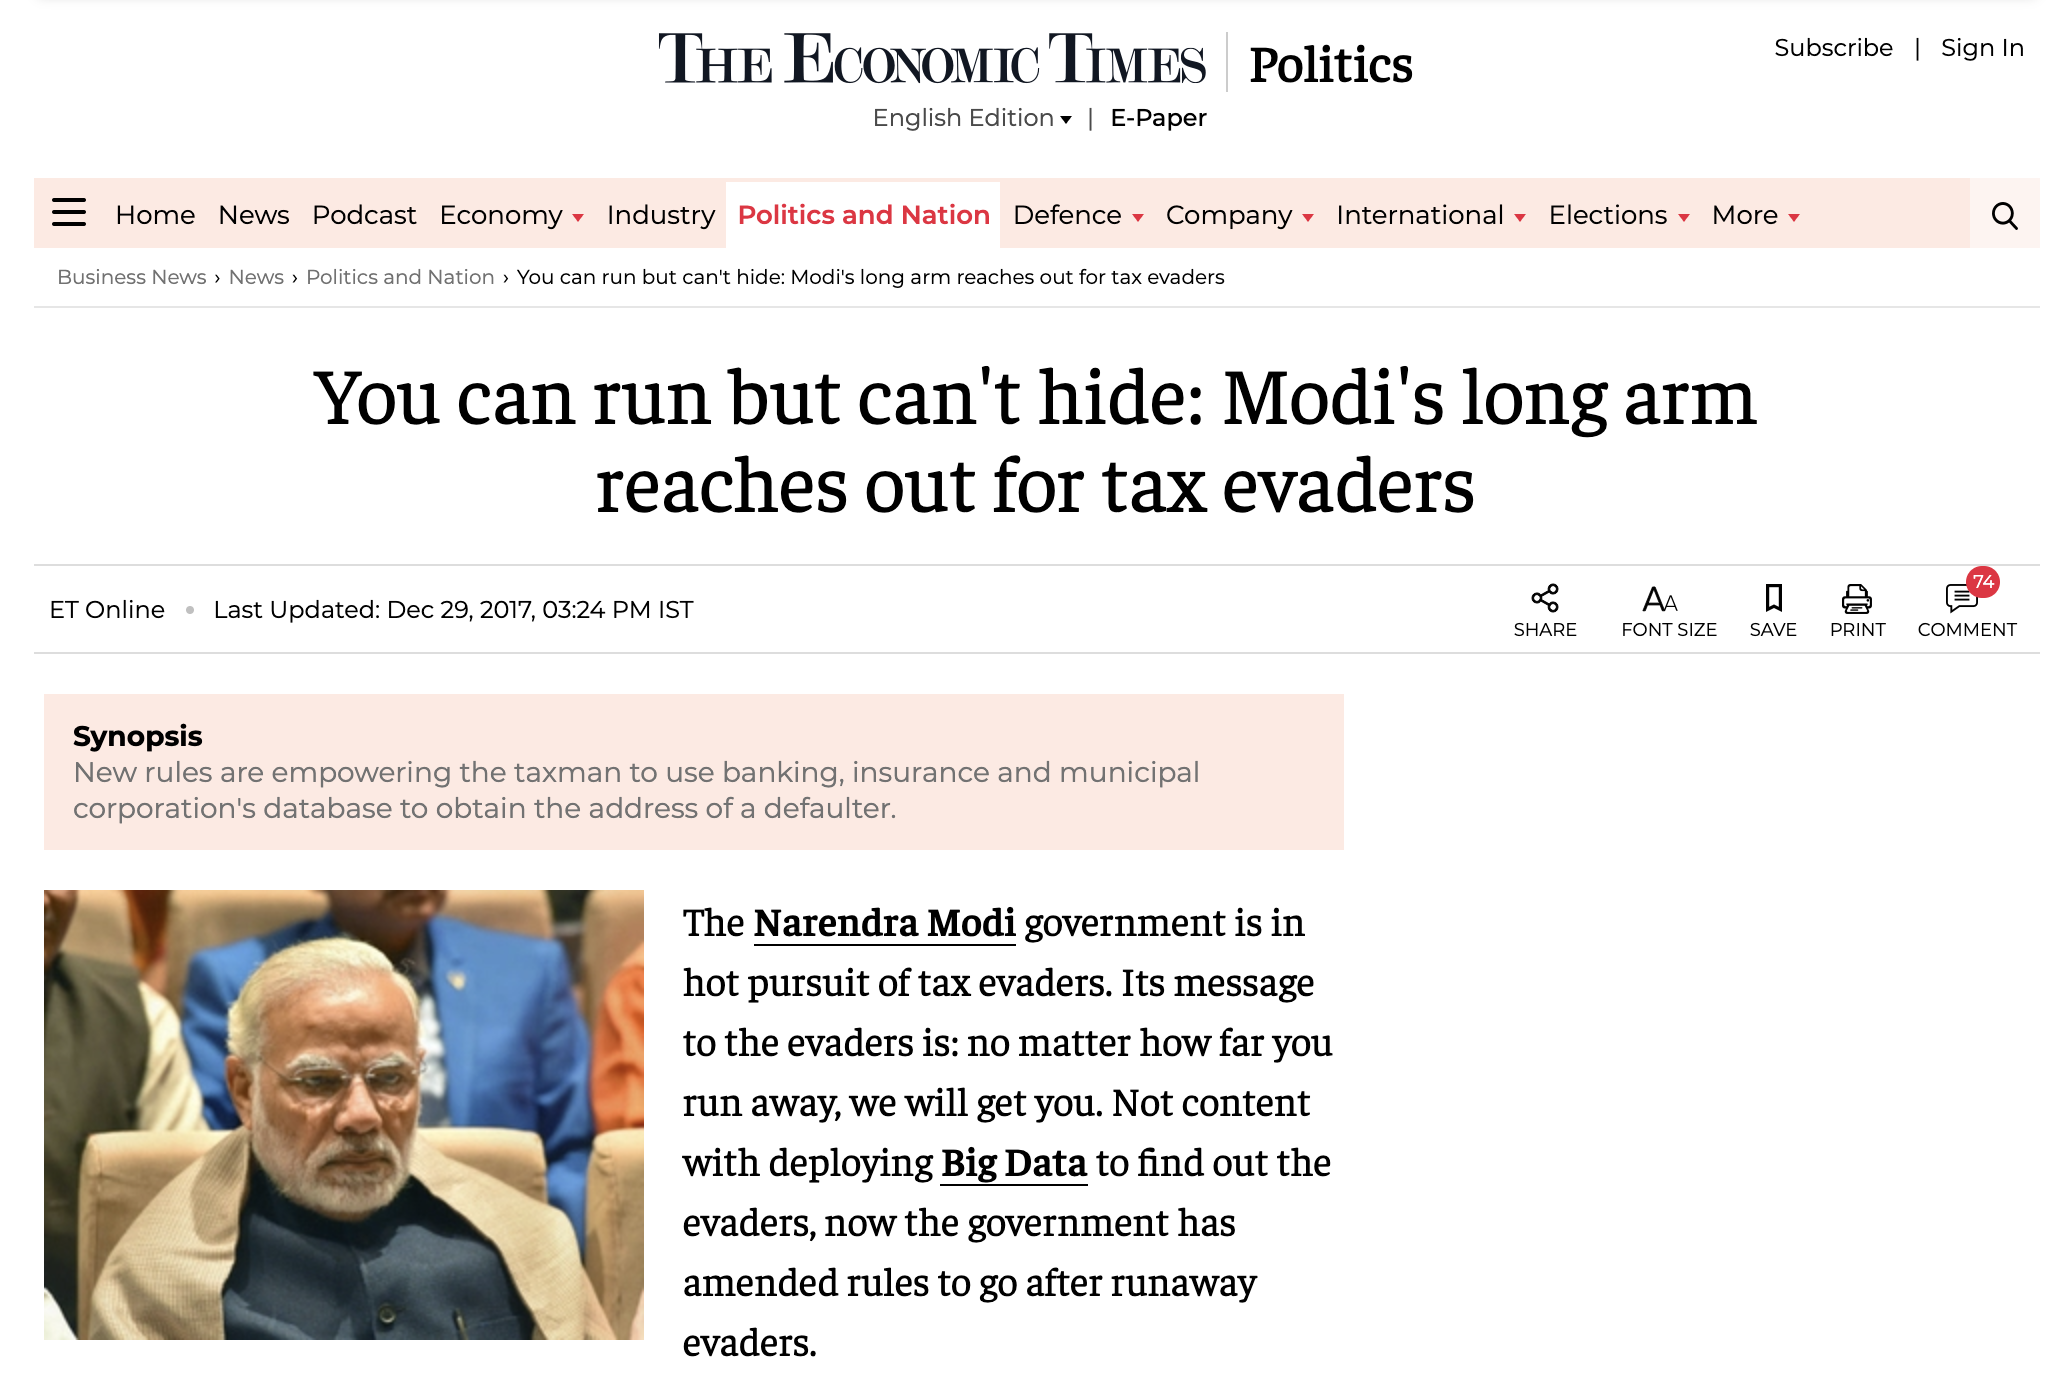 THE ECONOMIC TIMES | Politics
Subscribe | Sign In
English Edition | E-Paper
Home News Podcast Economy Industry Politics and Nation Defence Company International Elections More
Business News › News › Politics and Nation › You can run but can't hide: Modi's long arm reaches out for tax evaders
You can run but can't hide: Modi's long arm
reaches out for tax evaders
ET Online • Last Updated: Dec 29, 2017, 03:24 PM IST
SHARE
AA
FONT SIZE
SAVE
PRINT
74
COMMENT
Synopsis
New rules are empowering the taxman to use banking, insurance and municipal
corporation's database to obtain the address of a defaulter.
The Narendra Modi government is in
hot pursuit of tax evaders. Its message
to the evaders is: no matter how far you
run away, we will get you. Not content
with deploying Big Data to find out the
evaders, now the government has
amended rules to go after runaway
evaders.